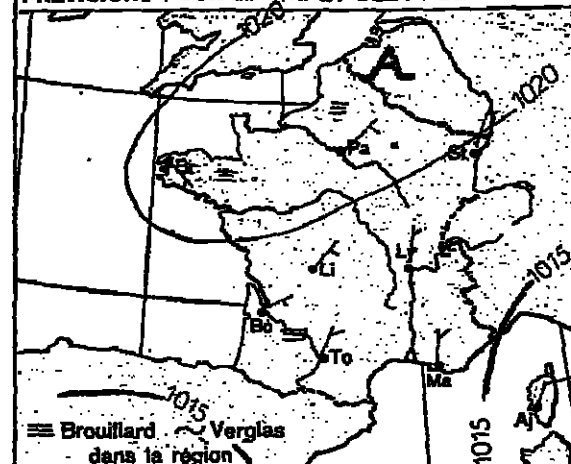 1020
A
1020
Pa
St
Br
Li
Ly
1015
Bo
To
Ma
1015
Aj
1015
Brouillard Verglas
dans la région